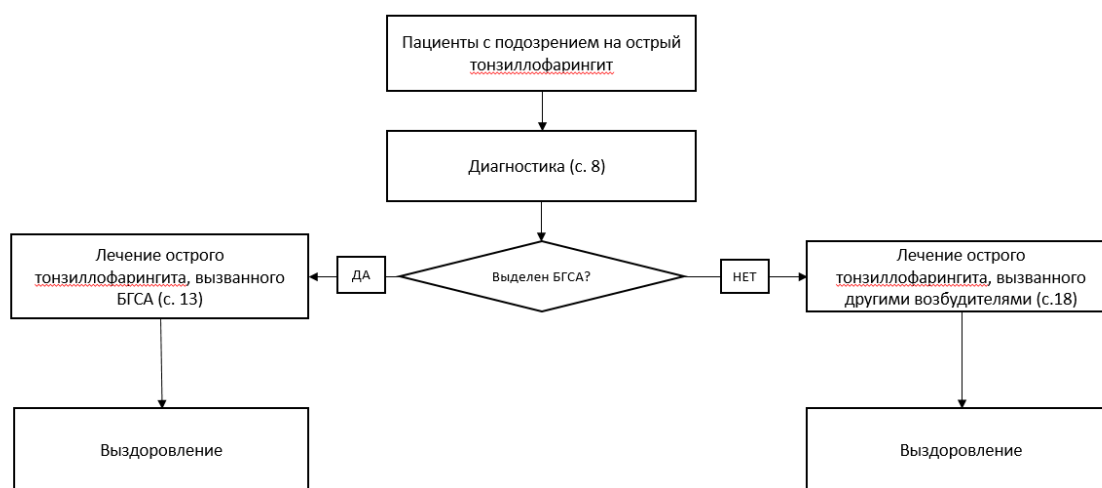 Пациенты с подозрением на острый
тонзиллофарингит
Диагностика (с. 8)
Выделен БГСА?
ДА
НЕТ
Лечение острого
тонзиллофарингита, вызванного
БГСА (с. 13)
Лечение острого
тонзиллофарингита, вызванного
другими возбудителями (с.18)
Выздоровление
Выздоровление